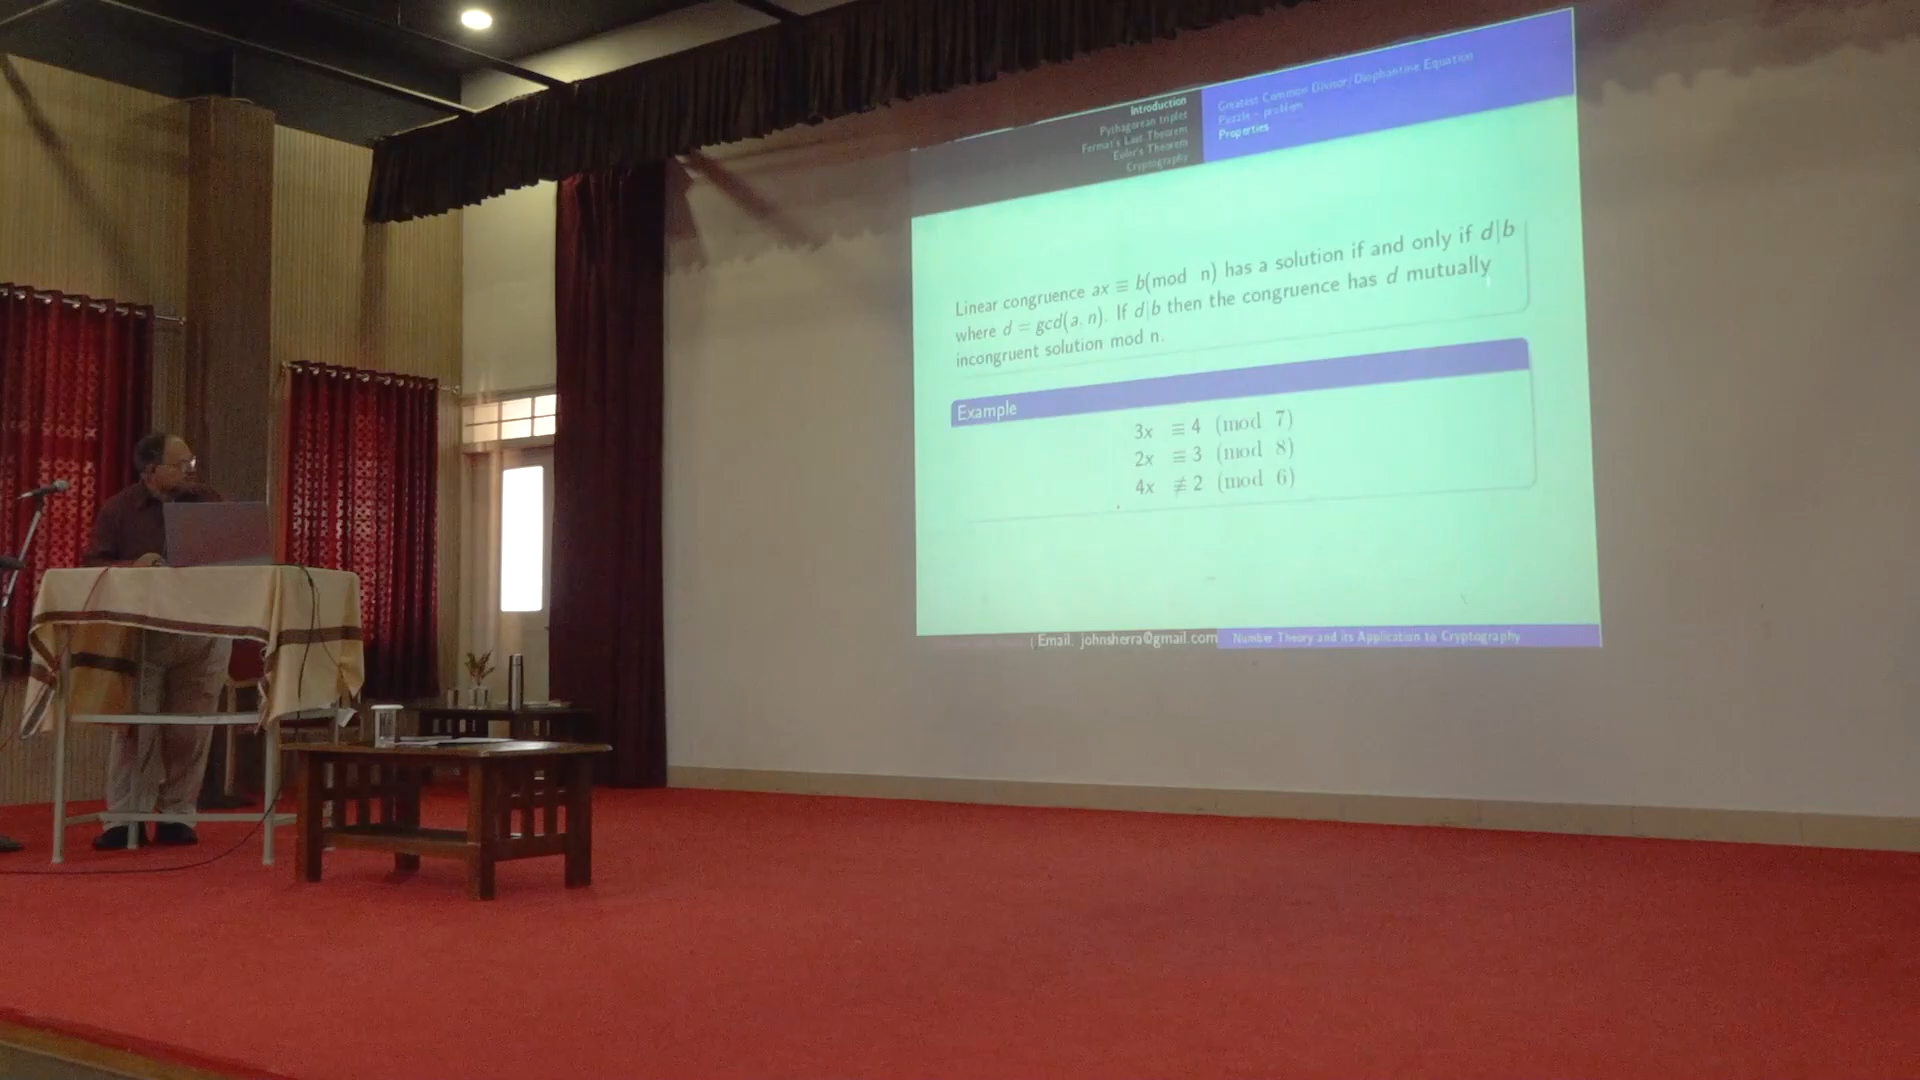 Introduction
Pythagorean triplet
Fermat's Last Theorem
Euler's Theorem
Cryptography
Greatest Common Divisor/Diophantine Equation
Puzzle - problem
Properties
Linear congruence ax ≡ b(mod n) has a solution if and only if d|b
where d = gcd(a, n). If d|b then the congruence has d mutually
incongruent solution mod n.
Example
3x ≡ 4 (mod 7)
2x ≡ 3 (mod 8)
4x ≢ 2 (mod 6)
( Email. johnsherra@gmail.com
Number Theory and its Application to Cryptography